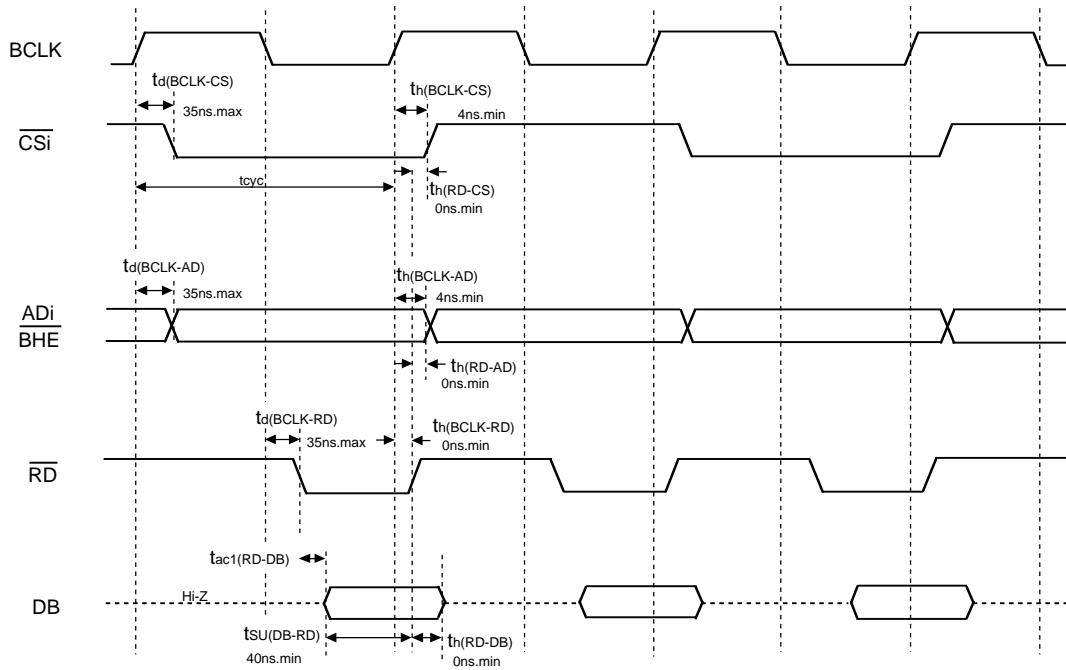 BCLK
td(BCLK-CS)
35ns.max
th(BCLK-CS)
4ns.min
CSi
tcyc
th(RD-CS)
0ns.min
td(BCLK-AD)
35ns.max
th(BCLK-AD)
4ns.min
ADi
BHE
th(RD-AD)
0ns.min
td(BCLK-RD)
35ns.max
th(BCLK-RD)
0ns.min
RD
tac1(RD-DB)
Hi-Z
DB
tSU(DB-RD)
40ns.min
th(RD-DB)
0ns.min